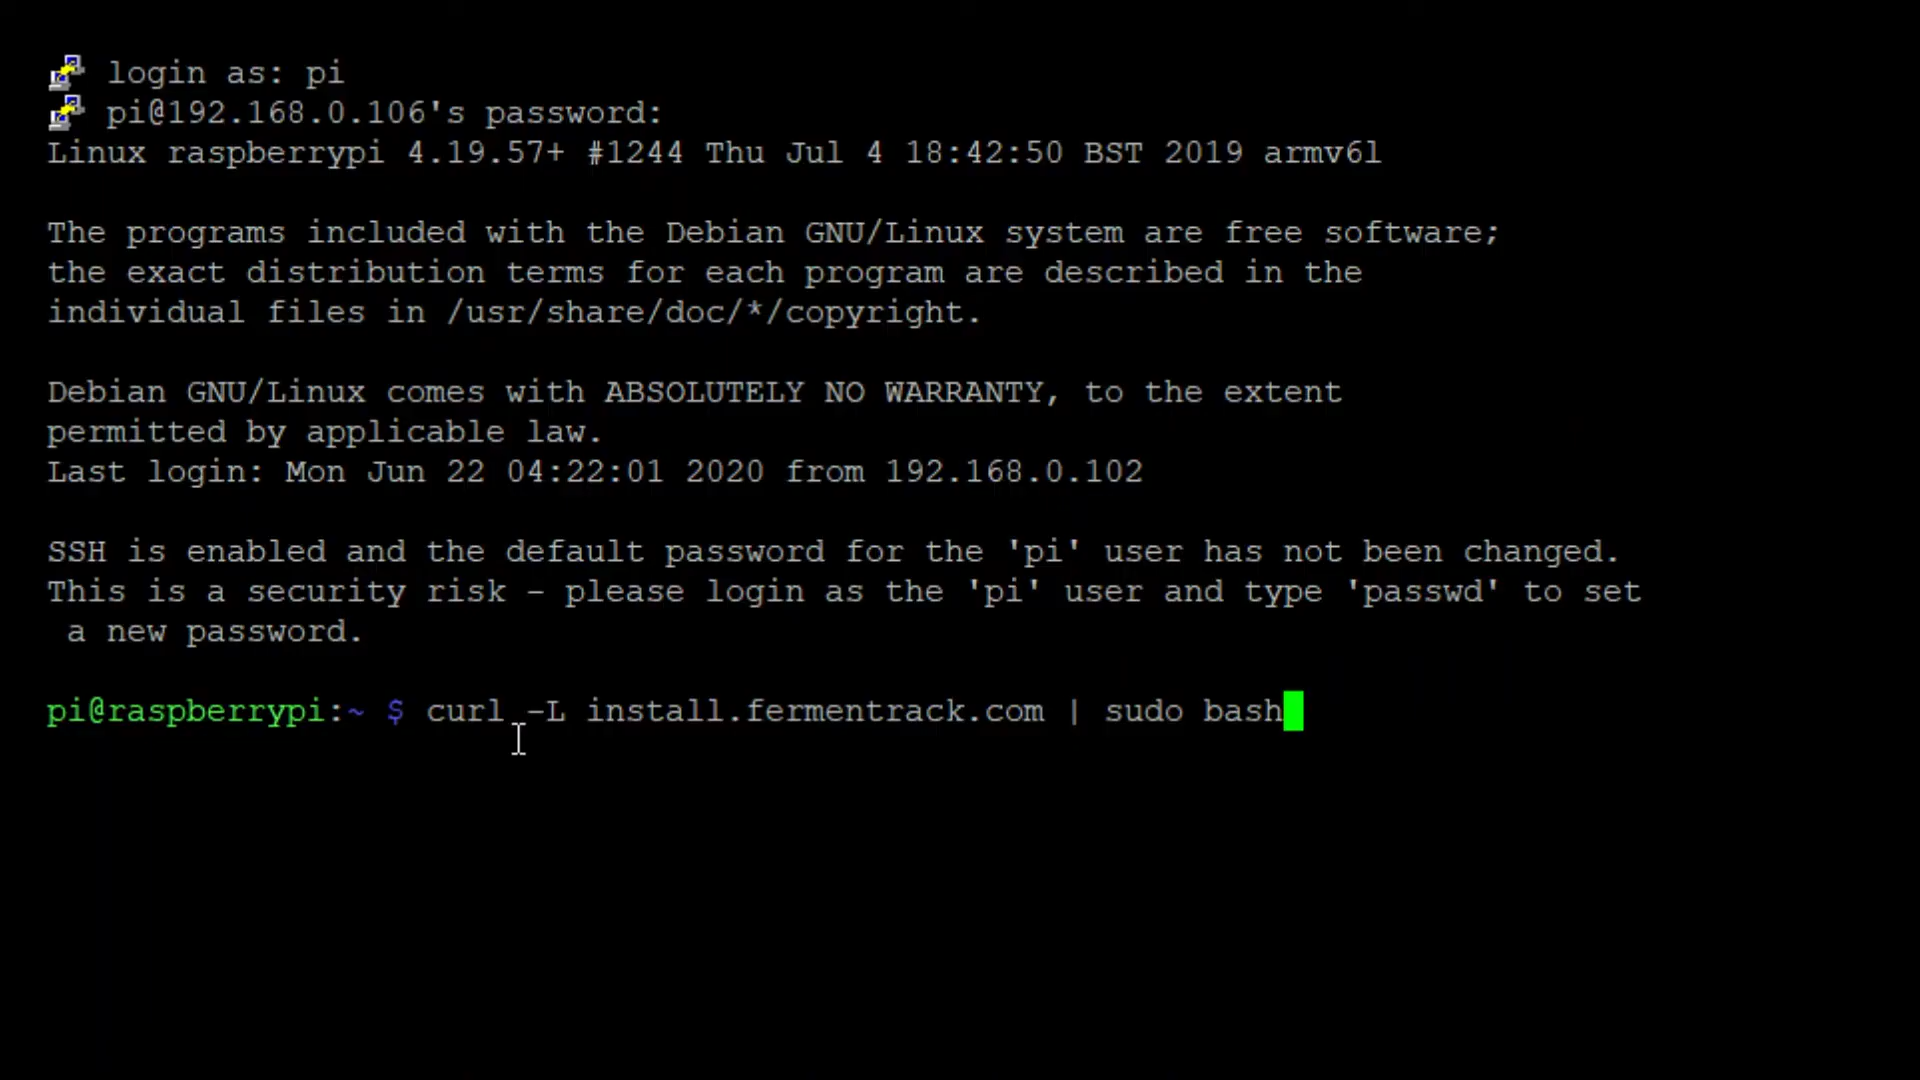 login as: pi
pi@192.168.0.106's password:
Linux raspberrypi 4.19.57+ #1244 Thu Jul 4 18:42:50 BST 2019 armv6l
The programs included with the Debian GNU/Linux system are free software;
the exact distribution terms for each program are described in the
individual files in /usr/share/doc/*/copyright.
Debian GNU/Linux comes with ABSOLUTELY NO WARRANTY, to the extent
permitted by applicable law.
Last login: Mon Jun 22 04:22:01 2020 from 192.168.0.102
SSH is enabled and the default password for the 'pi' user has not been changed.
This is a security risk - please login as the 'pi' user and type 'passwd' to set
 a new password.
pi@raspberrypi:~ $ curl -L install.fermentrack.com | sudo bash